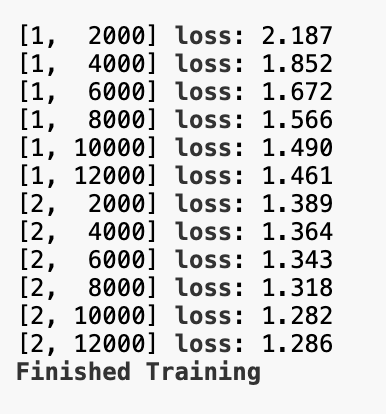 [1,  2000] loss: 2.187
[1,  4000] loss: 1.852
[1,  6000] loss: 1.672
[1,  8000] loss: 1.566
[1, 10000] loss: 1.490
[1, 12000] loss: 1.461
[2,  2000] loss: 1.389
[2,  4000] loss: 1.364
[2,  6000] loss: 1.343
[2,  8000] loss: 1.318
[2, 10000] loss: 1.282
[2, 12000] loss: 1.286
Finished Training